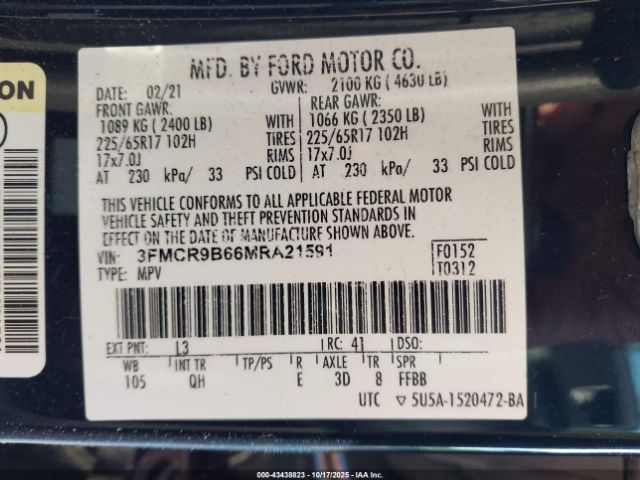 ON
MFD. BY FORD MOTOR CO.
DATE: 02/21 GVWR: 2100 KG ( 4630 LB)
FRONT GAWR: REAR GAWR:
1089 KG ( 2400 LB) WITH 1066 KG ( 2350 LB) WITH
225/65R17 102H TIRES 225/65R17 102H TIRES
17x7.0J RIMS 17x7.0J RIMS
AT 230 kPa/ 33 PSI COLD AT 230 kPa/ 33 PSI COLD
THIS VEHICLE CONFORMS TO ALL APPLICABLE FEDERAL MOTOR
VEHICLE SAFETY AND THEFT PREVENTION STANDARDS IN
EFFECT ON THE DATE OF MANUFACTURE SHOWN ABOVE.
VIN: 3FMCR9B66MRA21591 F0152
TYPE: MPV T0312
EXT PNT: L3 RC: 41 DSO:
WB INT TR TP/PS R AXLE TR SPR
105 QH E 3D 8 FFBB
UTC ▽ 5U5A-1520472-BA
000-43438823 | 10/17/2025 | IAA Inc.